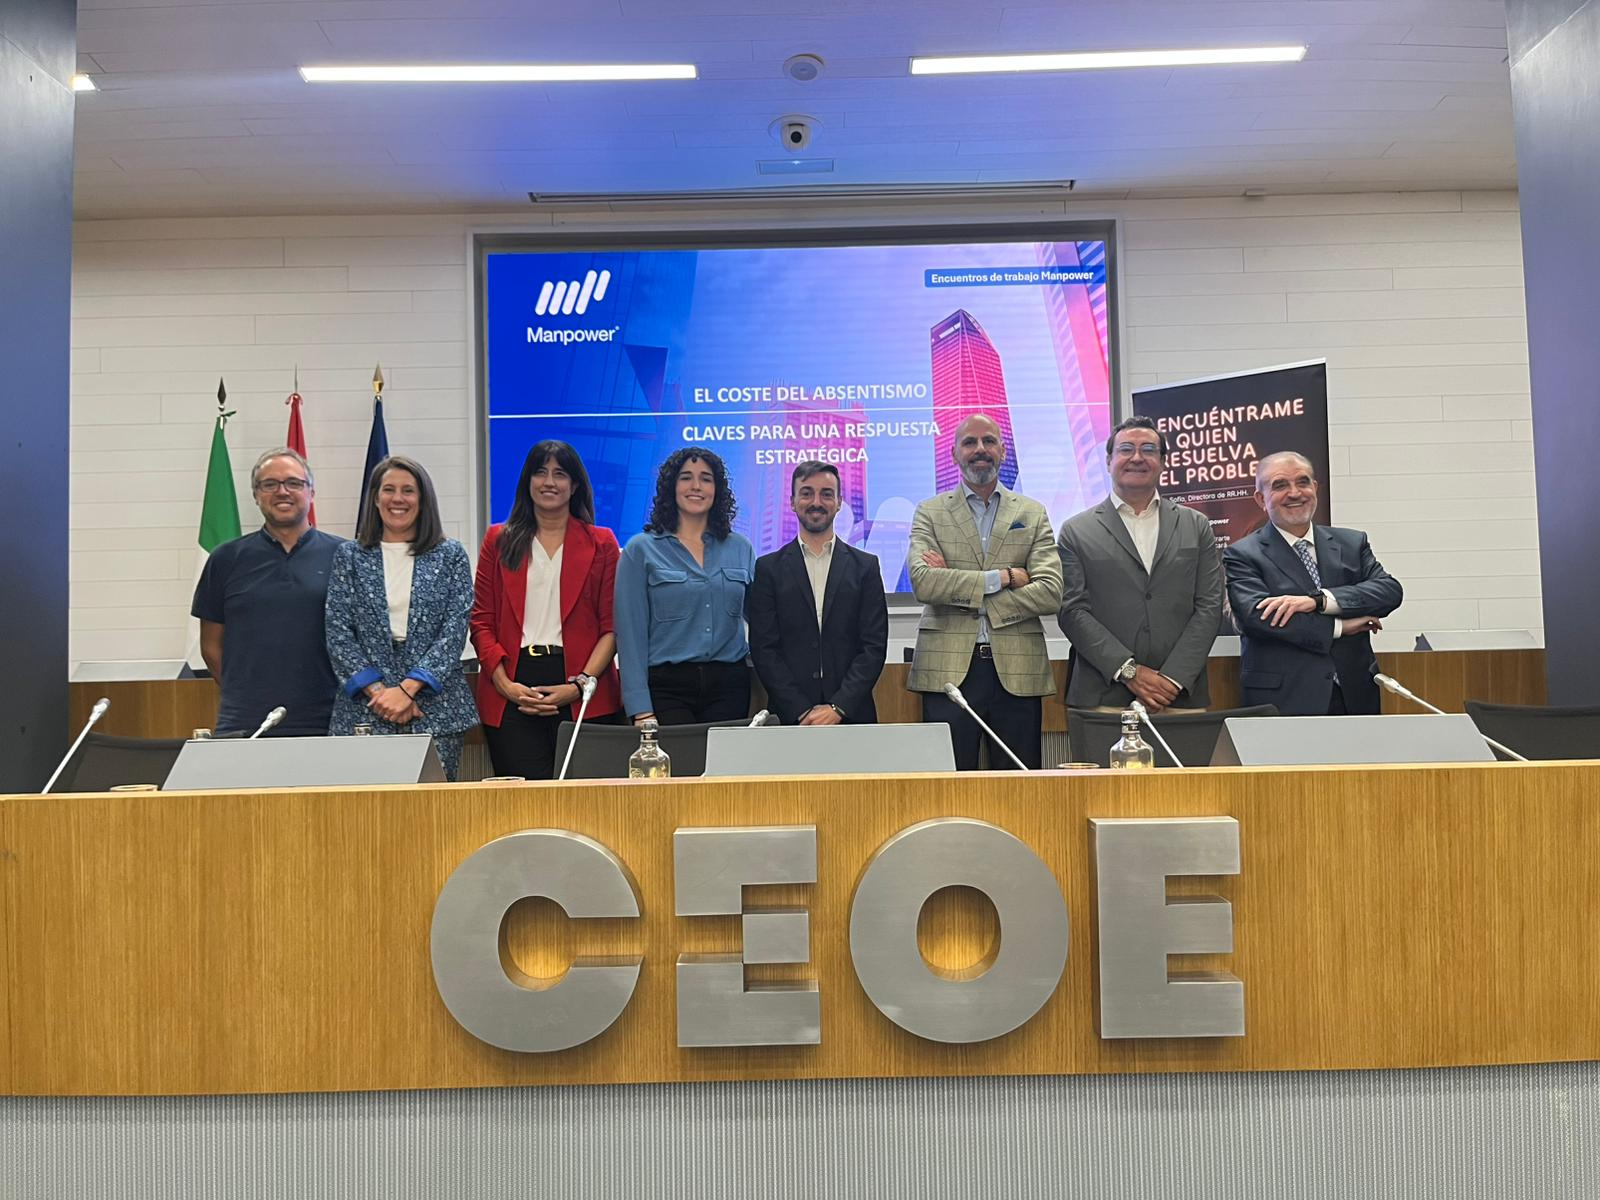 Manpower
Encuentros de trabajo Manpower
EL COSTE DEL ABSENTISMO
CLAVES PARA UNA RESPUESTA
ESTRATÉGICA
ENCUÉNTRAME
A QUIEN
RESUELVA
EL PROBLE
Sofía, Directora de RR.HH.
CEOE